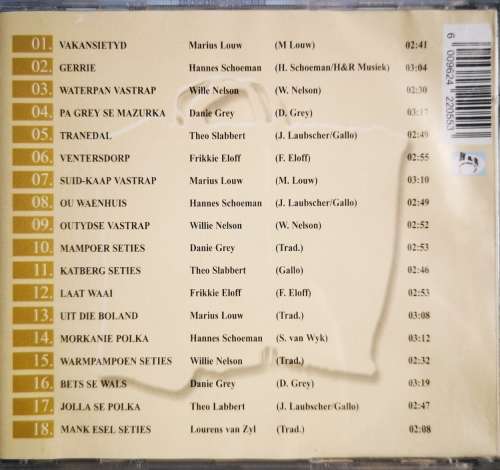 01. VAKANSIETYD Marius Louw (M Louw) 02:41
02. GERRIE Hannes Schoeman (H. Schoeman/H&R Musiek) 03:04
03. WATERPAN VASTRAP Wille Nelson (W. Nelson) 02:30
04. PA GREY SE MAZURKA Danie Grey (D. Grey) 03:17
05. TRANEDAL Theo Slabbert (J. Laubscher/Gallo) 02:49
06. VENTERSDORP Frikkie Eloff (F. Eloff) 02:55
07. SUID-KAAP VASTRAP Marius Louw (M. Louw) 03:10
08. OU WAENHUIS Hannes Schoeman (J. Laubscher/Gallo) 02:49
09. OUTYDSE VASTRAP Willie Nelson (W. Nelson) 02:52
10. MAMPOER SETIES Danie Grey (Trad.) 02:53
11. KATBERG SETIES Theo Slabbert (Gallo) 02:46
12. LAAT WAAI Frikkie Eloff (F. Eloff) 02:53
13. UIT DIE BOLAND Marius Louw (Trad.) 03:08
14. MORKANIE POLKA Hannes Schoeman (S. van Wyk) 03:12
15. WARMPAMPOEN SETIES Willie Nelson (Trad.) 02:32
16. BETS SE WALS Danie Grey (D. Grey) 03:19
17. JOLLA SE POLKA Theo Labbert (J. Laubscher/Gallo) 02:47
18. MANK ESEL SETIES Lourens van Zyl (Trad.) 02:08
6 009624 220553